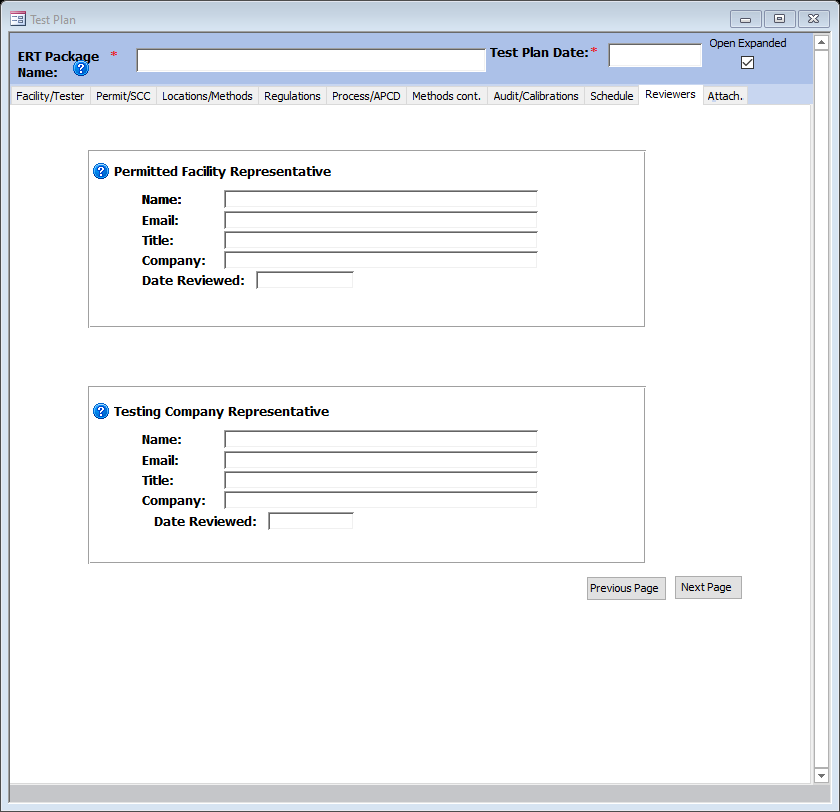 Test Plan
ERT Package *
Name: ?
Test Plan Date:*
Open Expanded
Facility/Tester Permit/SCC Locations/Methods Regulations Process/APCD Methods cont. Audit/Calibrations Schedule Reviewers Attach.
? Permitted Facility Representative
Name:
Email:
Title:
Company:
Date Reviewed:
? Testing Company Representative
Name:
Email:
Title:
Company:
Date Reviewed:
Previous Page Next Page